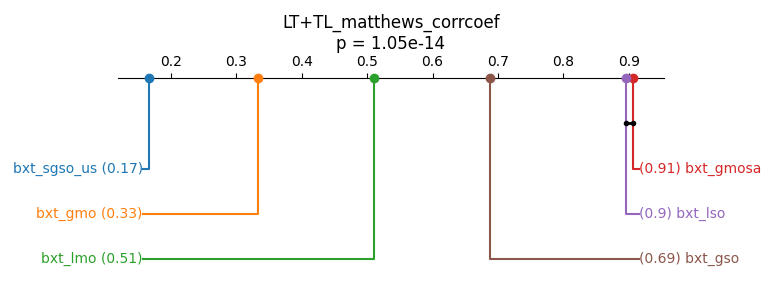 LT+TL_matthews_corrcoef
p = 1.05e-14
0.2 0.3 0.4 0.5 0.6 0.7 0.8 0.9
bxt_sgso_us (0.17) (0.91) bxt_gmosa
bxt_gmo (0.33) (0.9) bxt_lso
bxt_lmo (0.51) (0.69) bxt_gso